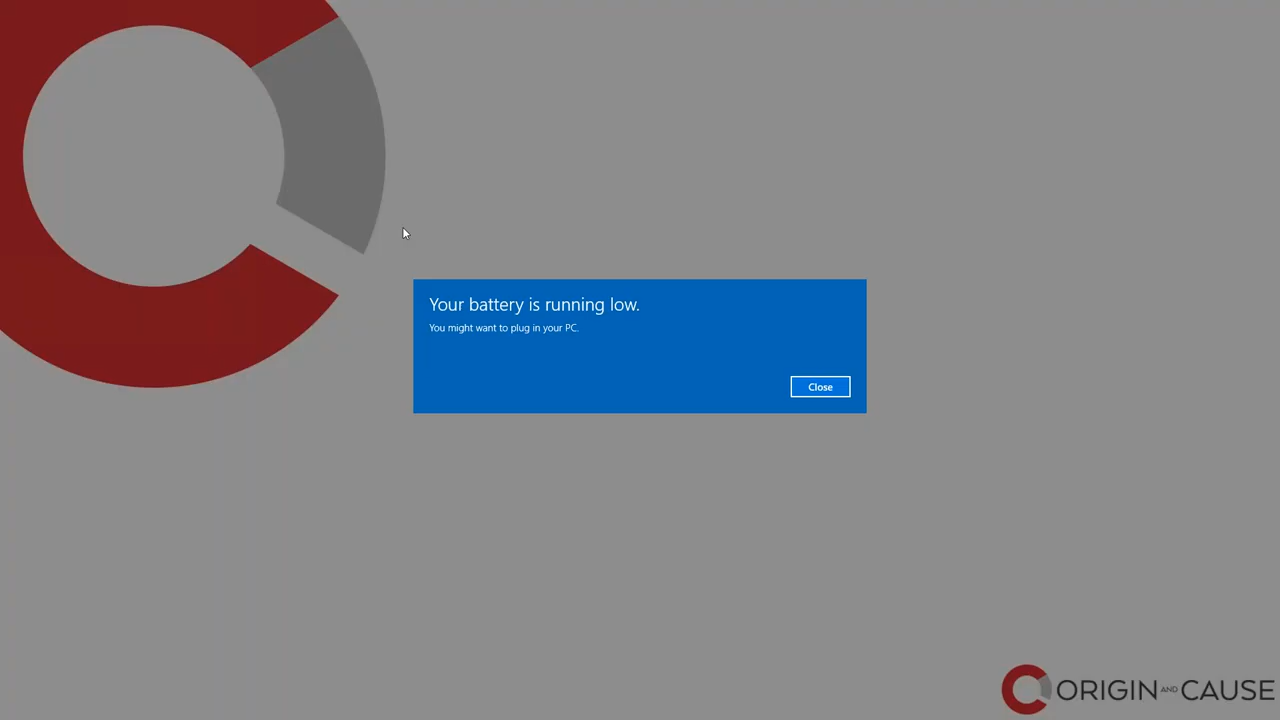 Your battery is running low.
You might want to plug in your PC.
Close
ORIGIN AND CAUSE